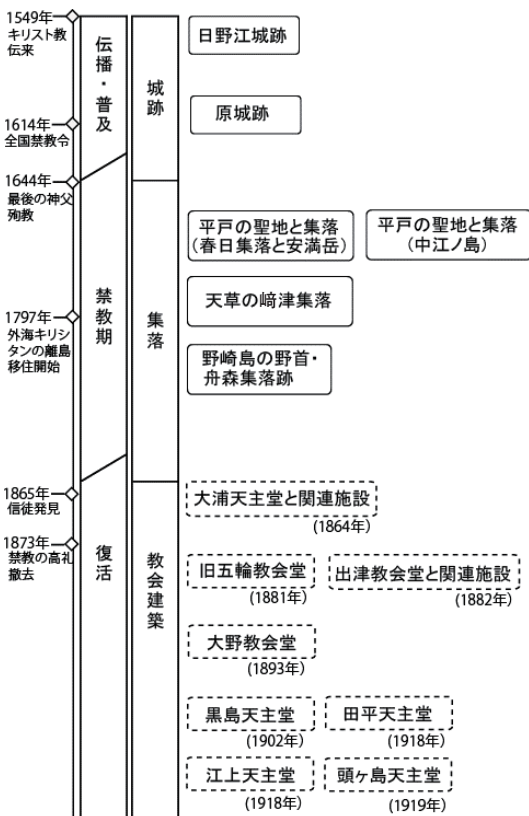 1549年
キリスト教
伝来
1614年
全国禁教令
1644年
最後の神父
殉教
1797年
外海キリシ
タンの離島
移住開始
1865年
信徒発見
1873年
禁教の高札
撤去
伝播・普及
禁教期
復活
城跡
集落
教会建築
日野江城跡
原城跡
平戸の聖地と集落
(春日集落と安満岳)
平戸の聖地と集落
(中江ノ島)
天草の﨑津集落
野崎島の野首・
舟森集落跡
大浦天主堂と関連施設
(1864年)
旧五輪教会堂
(1881年)
出津教会堂と関連施設
(1882年)
大野教会堂
(1893年)
黒島天主堂
(1902年)
田平天主堂
(1918年)
江上天主堂
(1918年)
頭ヶ島天主堂
(1919年)